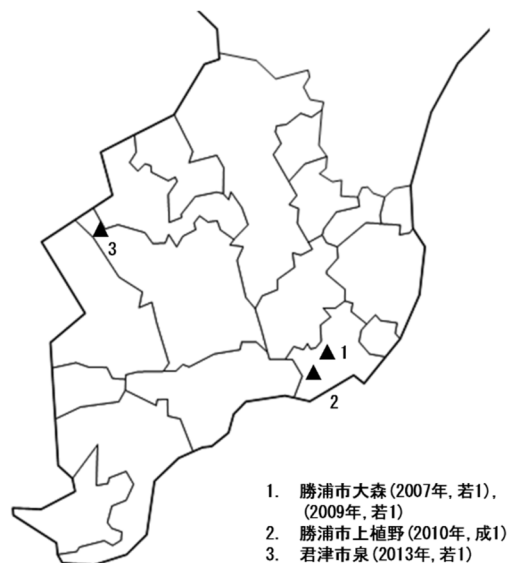 3
1
2
1. 勝浦市大森(2007年, 若1),
(2009年, 若1)
2. 勝浦市上植野(2010年, 成1)
3. 君津市泉(2013年, 若1)